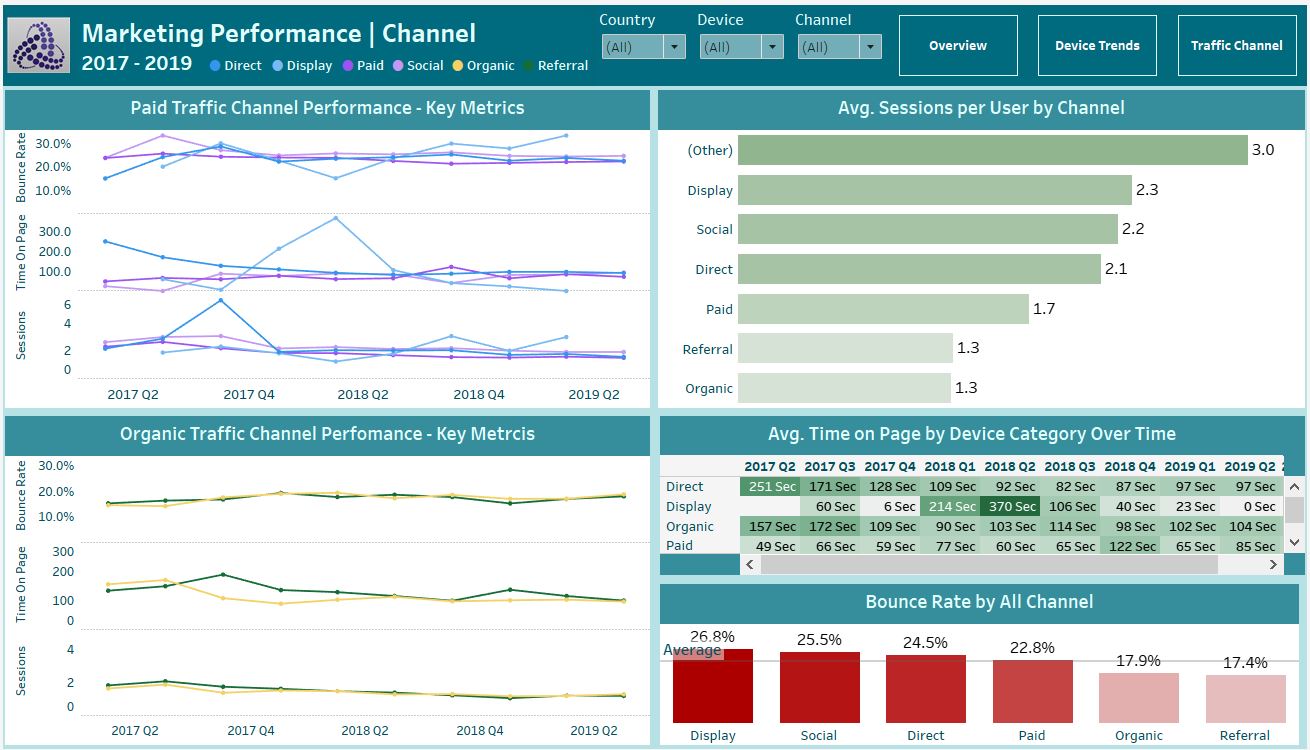 Marketing Performance | Channel
2017 - 2019
Direct Display Paid Social Organic Referral
Country Device Channel
(All) (All) (All)
Overview Device Trends Traffic Channel
Paid Traffic Channel Performance - Key Metrics
Bounce Rate
30.0%
20.0%
10.0%
Time On Page
300.0
200.0
100.0
Sessions
6
4
2
0
2017 Q2 2017 Q4 2018 Q2 2018 Q4 2019 Q2
Avg. Sessions per User by Channel
(Other) 3.0
Display 2.3
Social 2.2
Direct 2.1
Paid 1.7
Referral 1.3
Organic 1.3
Organic Traffic Channel Perfomance - Key Metrcis
Bounce Rate
30.0%
20.0%
10.0%
Time On Page
300
200
100
0
Sessions
4
2
0
2017 Q2 2017 Q4 2018 Q2 2018 Q4 2019 Q2
Avg. Time on Page by Device Category Over Time
2017 Q2 2017 Q3 2017 Q4 2018 Q1 2018 Q2 2018 Q3 2018 Q4 2019 Q1 2019 Q2
Direct 251 Sec 171 Sec 128 Sec 109 Sec 92 Sec 82 Sec 87 Sec 97 Sec 97 Sec
Display 60 Sec 6 Sec 214 Sec 370 Sec 106 Sec 40 Sec 23 Sec 0 Sec
Organic 157 Sec 172 Sec 109 Sec 90 Sec 103 Sec 114 Sec 98 Sec 102 Sec 104 Sec
Paid 49 Sec 66 Sec 59 Sec 77 Sec 60 Sec 65 Sec 122 Sec 65 Sec 85 Sec
Bounce Rate by All Channel
26.8% 25.5% 24.5% 22.8% 17.9% 17.4%
Average
Display Social Direct Paid Organic Referral